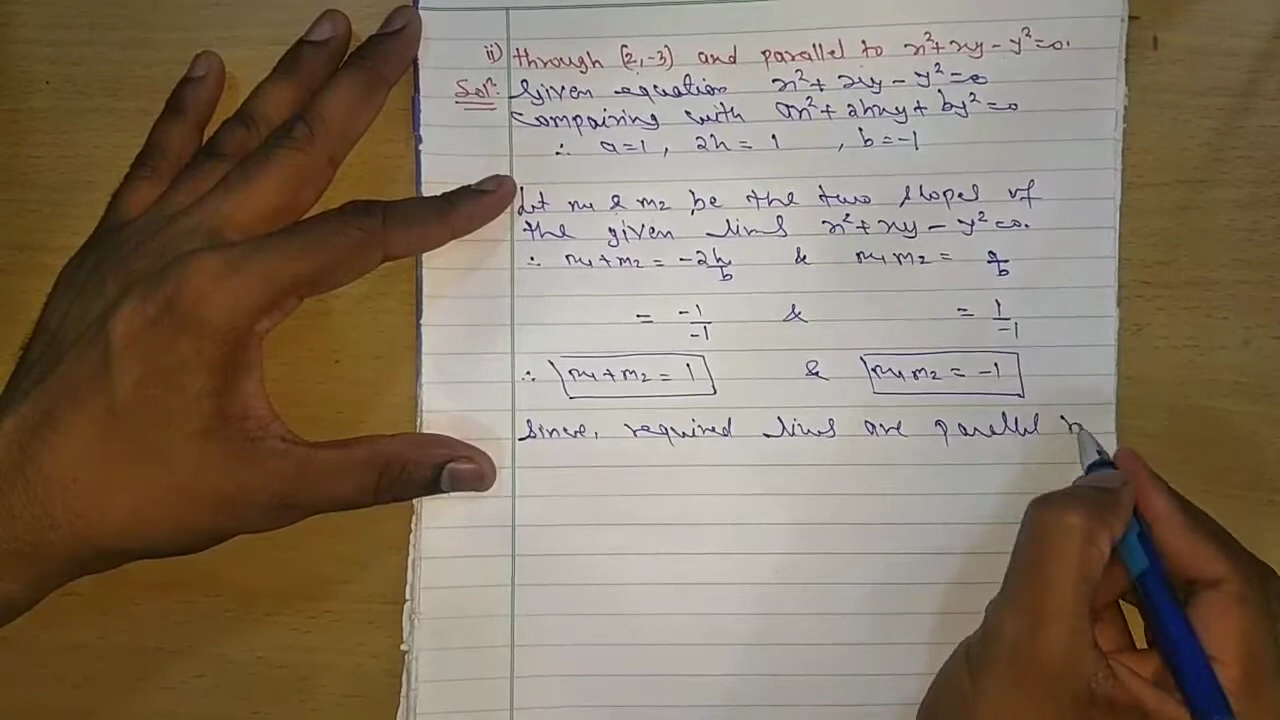 ii) through (2,-3) and parallel to x²+xy-y²=0.
Solⁿ: Given equation x²+xy-y²=0
Compairing with ax²+2hxy+by²=0
∴ a=1, 2h=1, b=-1
Let m1 & m2 be the two slopes of
the given lines x²+xy-y²=0.
∴ m1+m2 = -2h/b & m1m2 = a/b
= -1/-1 & = 1/-1
∴ m1+m2=1 & m1m2=-1
Since, required lines are parallel